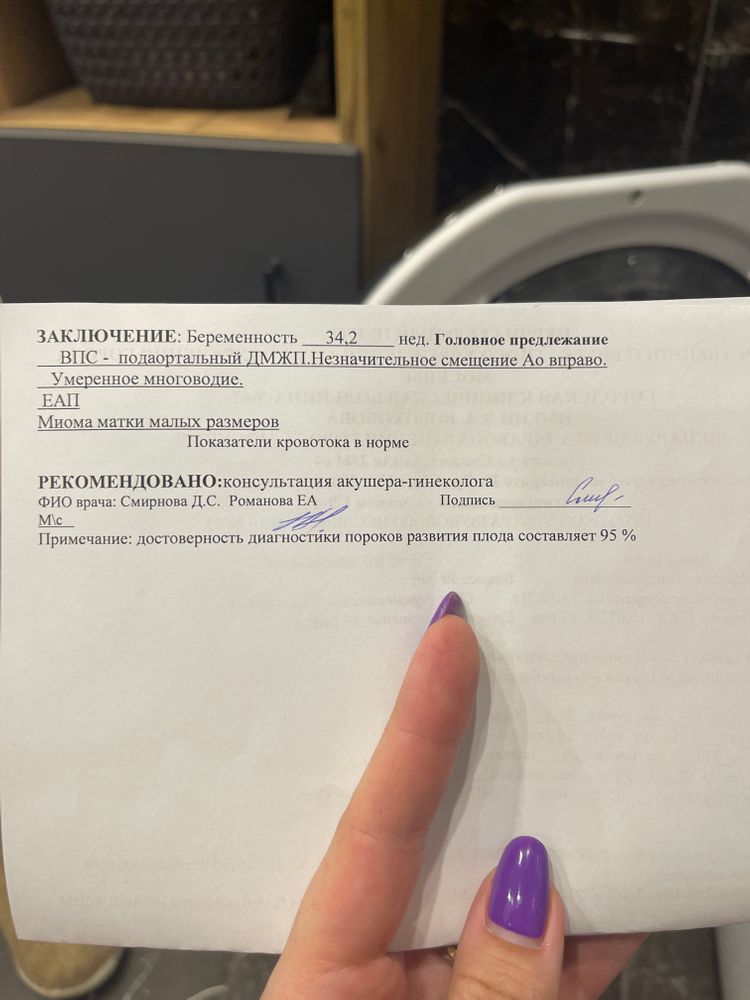 ЗАКЛЮЧЕНИЕ: Беременность 34,2 нед. Головное предлежание
ВПС - подаортальный ДМЖП.Незначительное смещение Ао вправо.
Умеренное многоводие.
ЕАП
Миома матки малых размеров
Показатели кровотока в норме
РЕКОМЕНДОВАНО:консультация акушера-гинеколога
ФИО врача: Смирнова Д.С. Романова ЕА Подпись
М\с
Примечание: достоверность диагностики пороков развития плода составляет 95 %